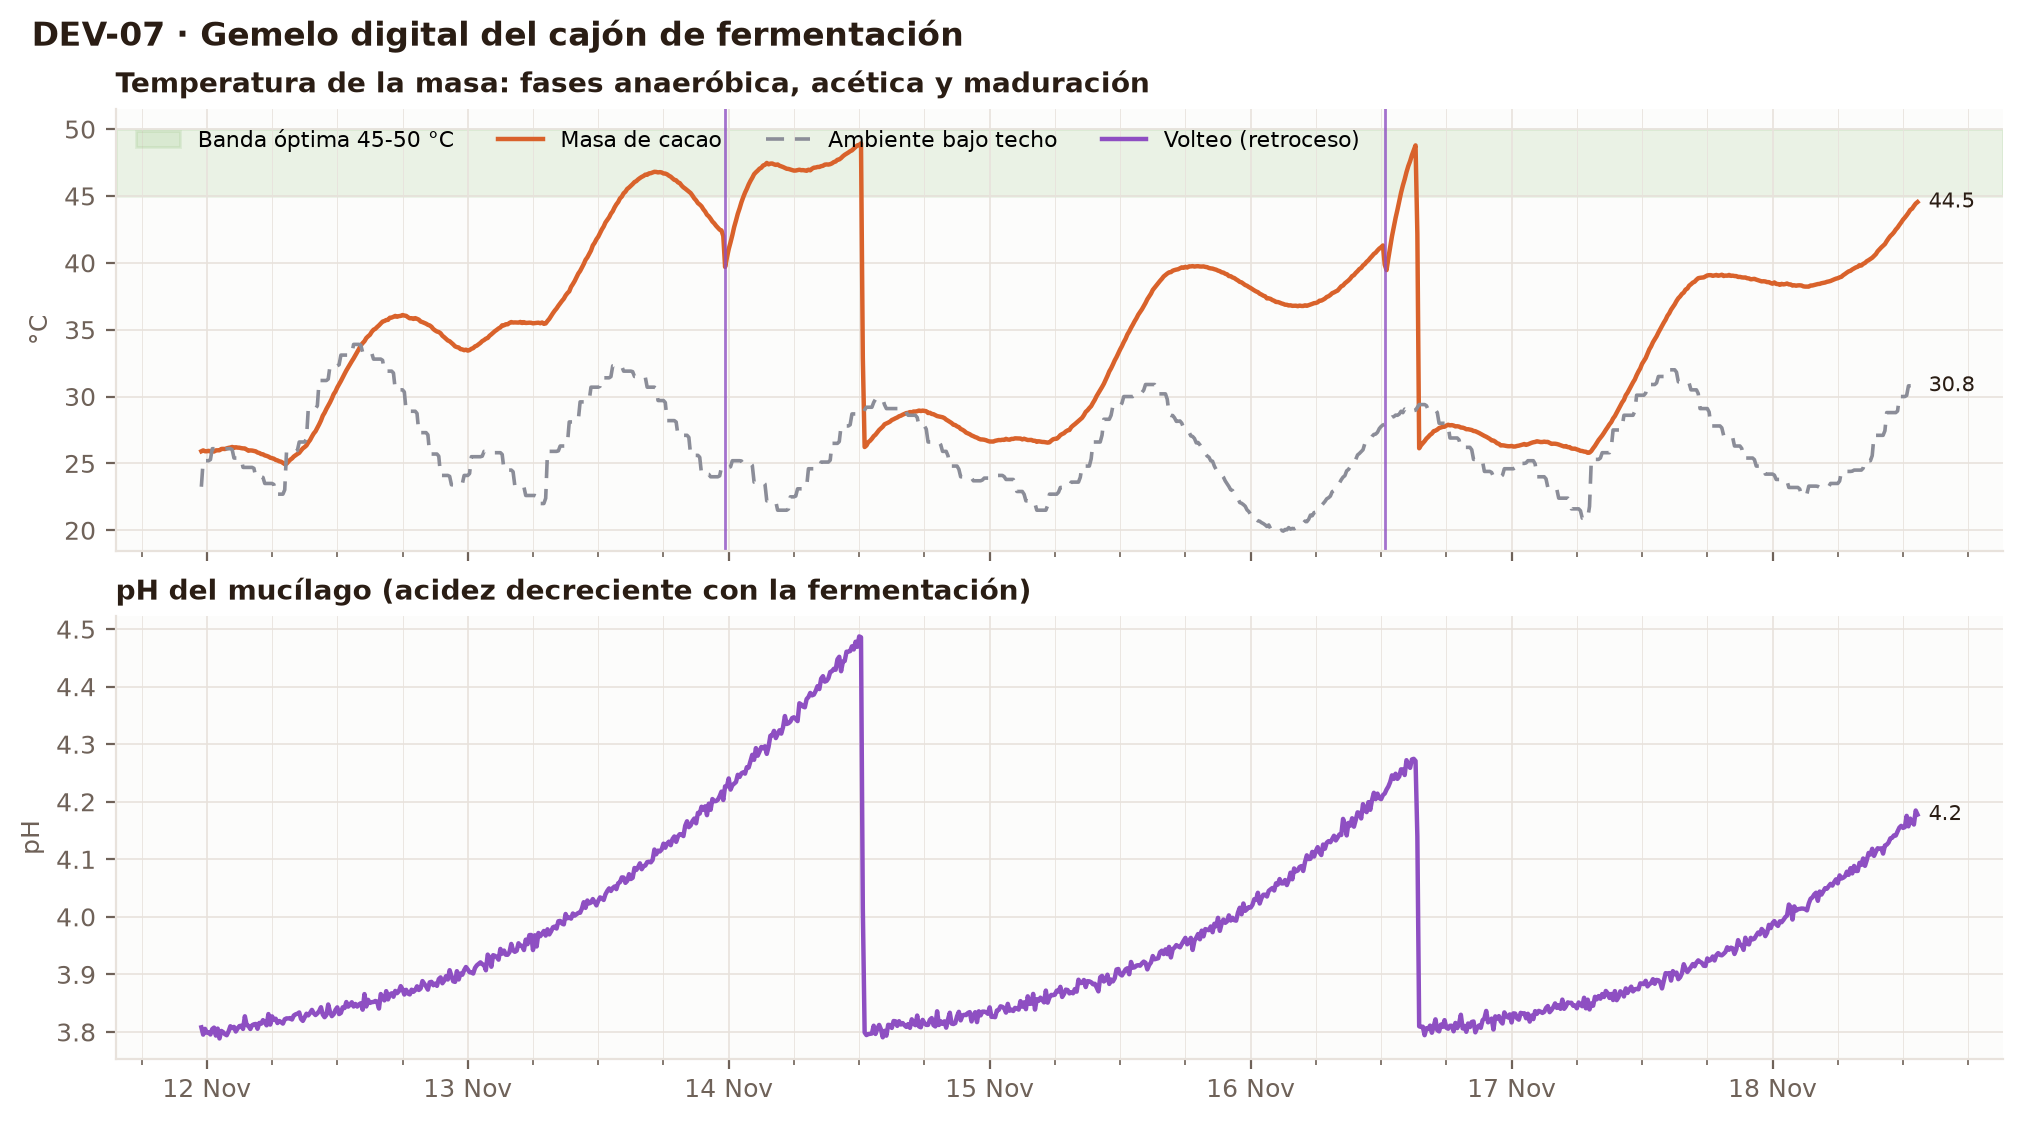 DEV-07 · Gemelo digital del cajón de fermentación
Temperatura de la masa: fases anaeróbica, acética y maduración
Banda óptima 45-50 °C Masa de cacao Ambiente bajo techo Volteo (retroceso)
50
45
40
35
30
25
20
°C
44.5
30.8
pH del mucílago (acidez decreciente con la fermentación)
4.5
4.4
4.3
4.2
4.1
4.0
3.9
3.8
pH
4.2
12 Nov 13 Nov 14 Nov 15 Nov 16 Nov 17 Nov 18 Nov